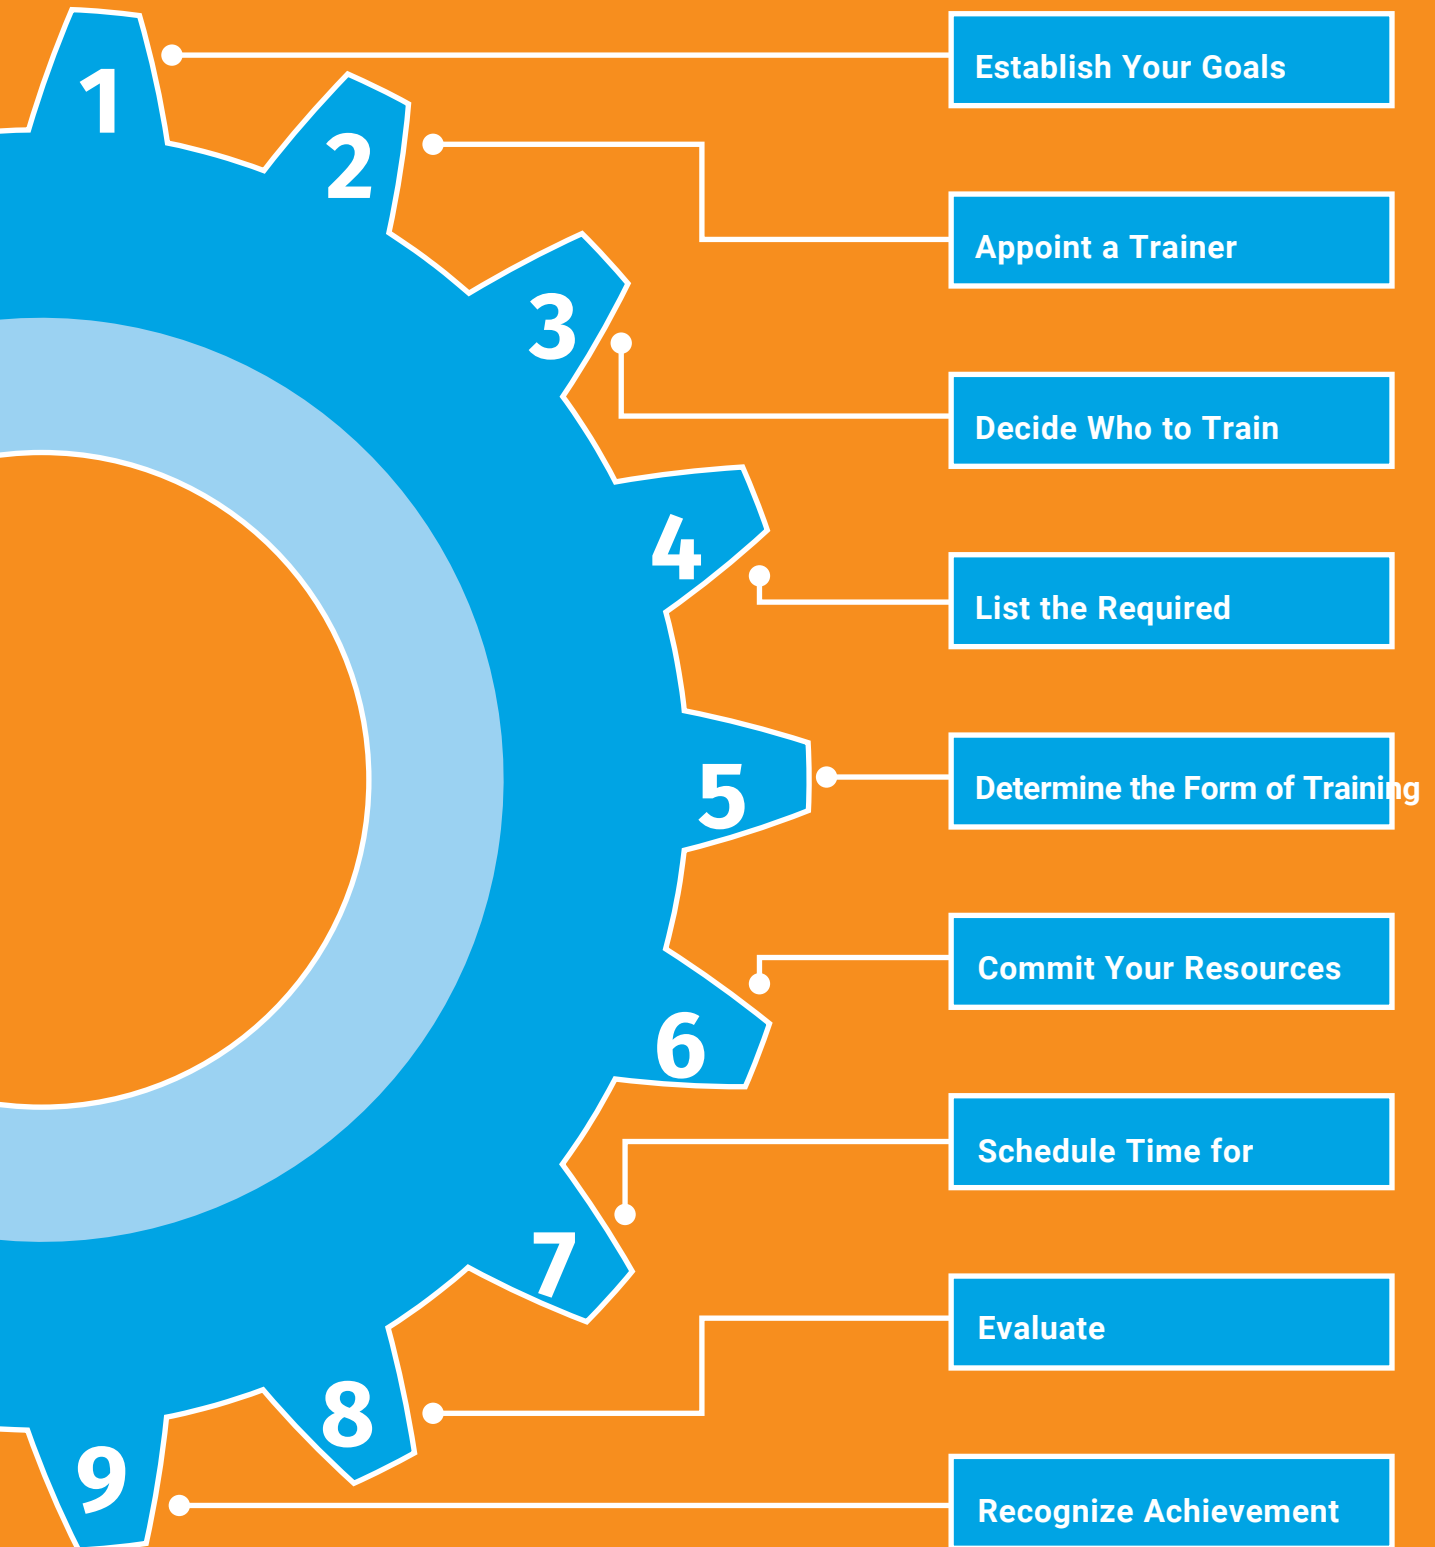 1
Establish Your Goals
2
Appoint a Trainer
3
Decide Who to Train
4
List the Required
5
Determine the Form of Training
6
Commit Your Resources
7
Schedule Time for
8
Evaluate
9
Recognize Achievement